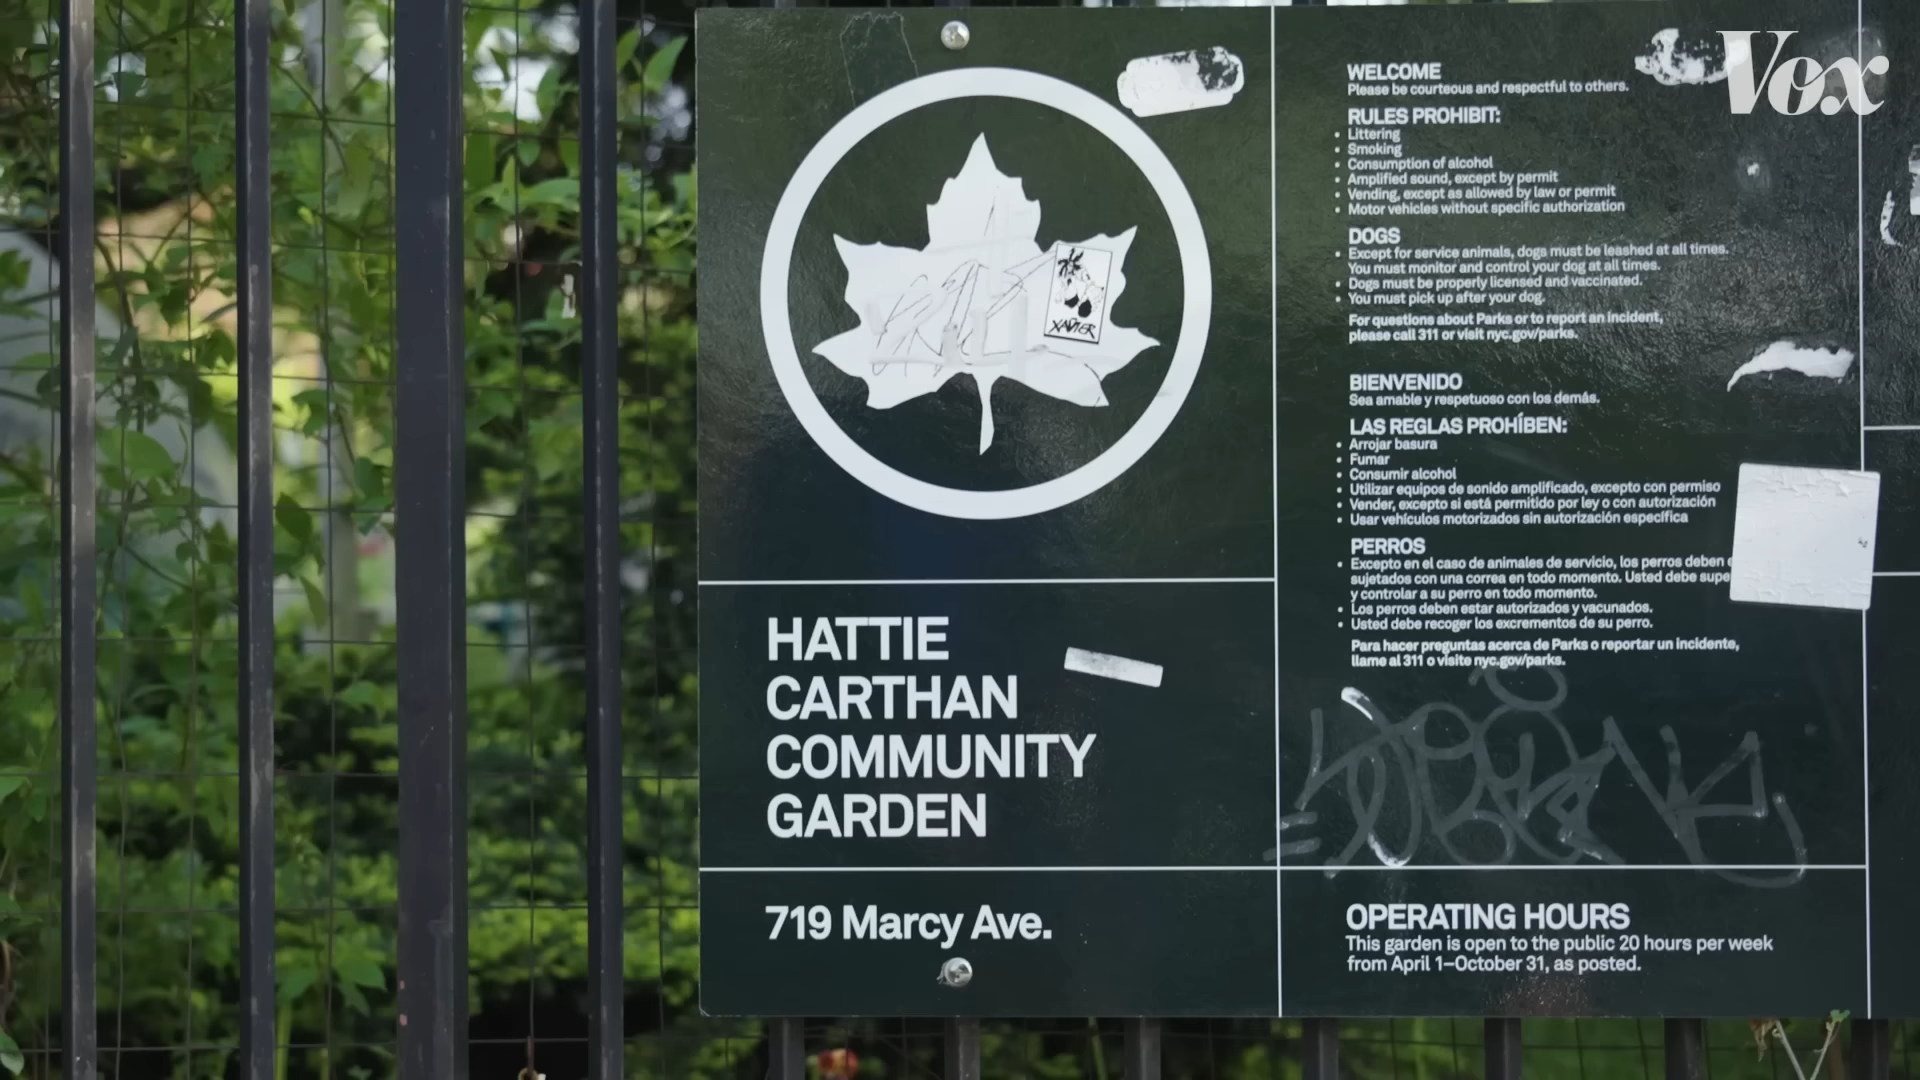 Vox
XAVIER
HATTIE
CARTHAN
COMMUNITY
GARDEN
719 Marcy Ave.
WELCOME
Please be courteous and respectful to others.
RULES PROHIBIT:
• Littering
• Smoking
• Consumption of alcohol
• Amplified sound, except by permit
• Vending, except as allowed by law or permit
• Motor vehicles without specific authorization
DOGS
• Except for service animals, dogs must be leashed at all times.
You must monitor and control your dog at all times.
• Dogs must be properly licensed and vaccinated.
• You must pick up after your dog.
For questions about Parks or to report an incident,
please call 311 or visit nyc.gov/parks.
BIENVENIDO
Sea amable y respetuoso con los demás.
LAS REGLAS PROHÍBEN:
• Arrojar basura
• Fumar
• Consumir alcohol
• Utilizar equipos de sonido amplificado, excepto con permiso
• Vender, excepto si está permitido por ley o con autorización
• Usar vehículos motorizados sin autorización específica
PERROS
• Excepto en el caso de animales de servicio, los perros deben
sujetados con una correa en todo momento. Usted debe supe
y controlar a su perro en todo momento.
• Los perros deben estar autorizados y vacunados.
• Usted debe recoger los excrementos de su perro.
Para hacer preguntas acerca de Parks o reportar un incidente,
llame al 311 o visite nyc.gov/parks.
OPERATING HOURS
This garden is open to the public 20 hours per week
from April 1–October 31, as posted.